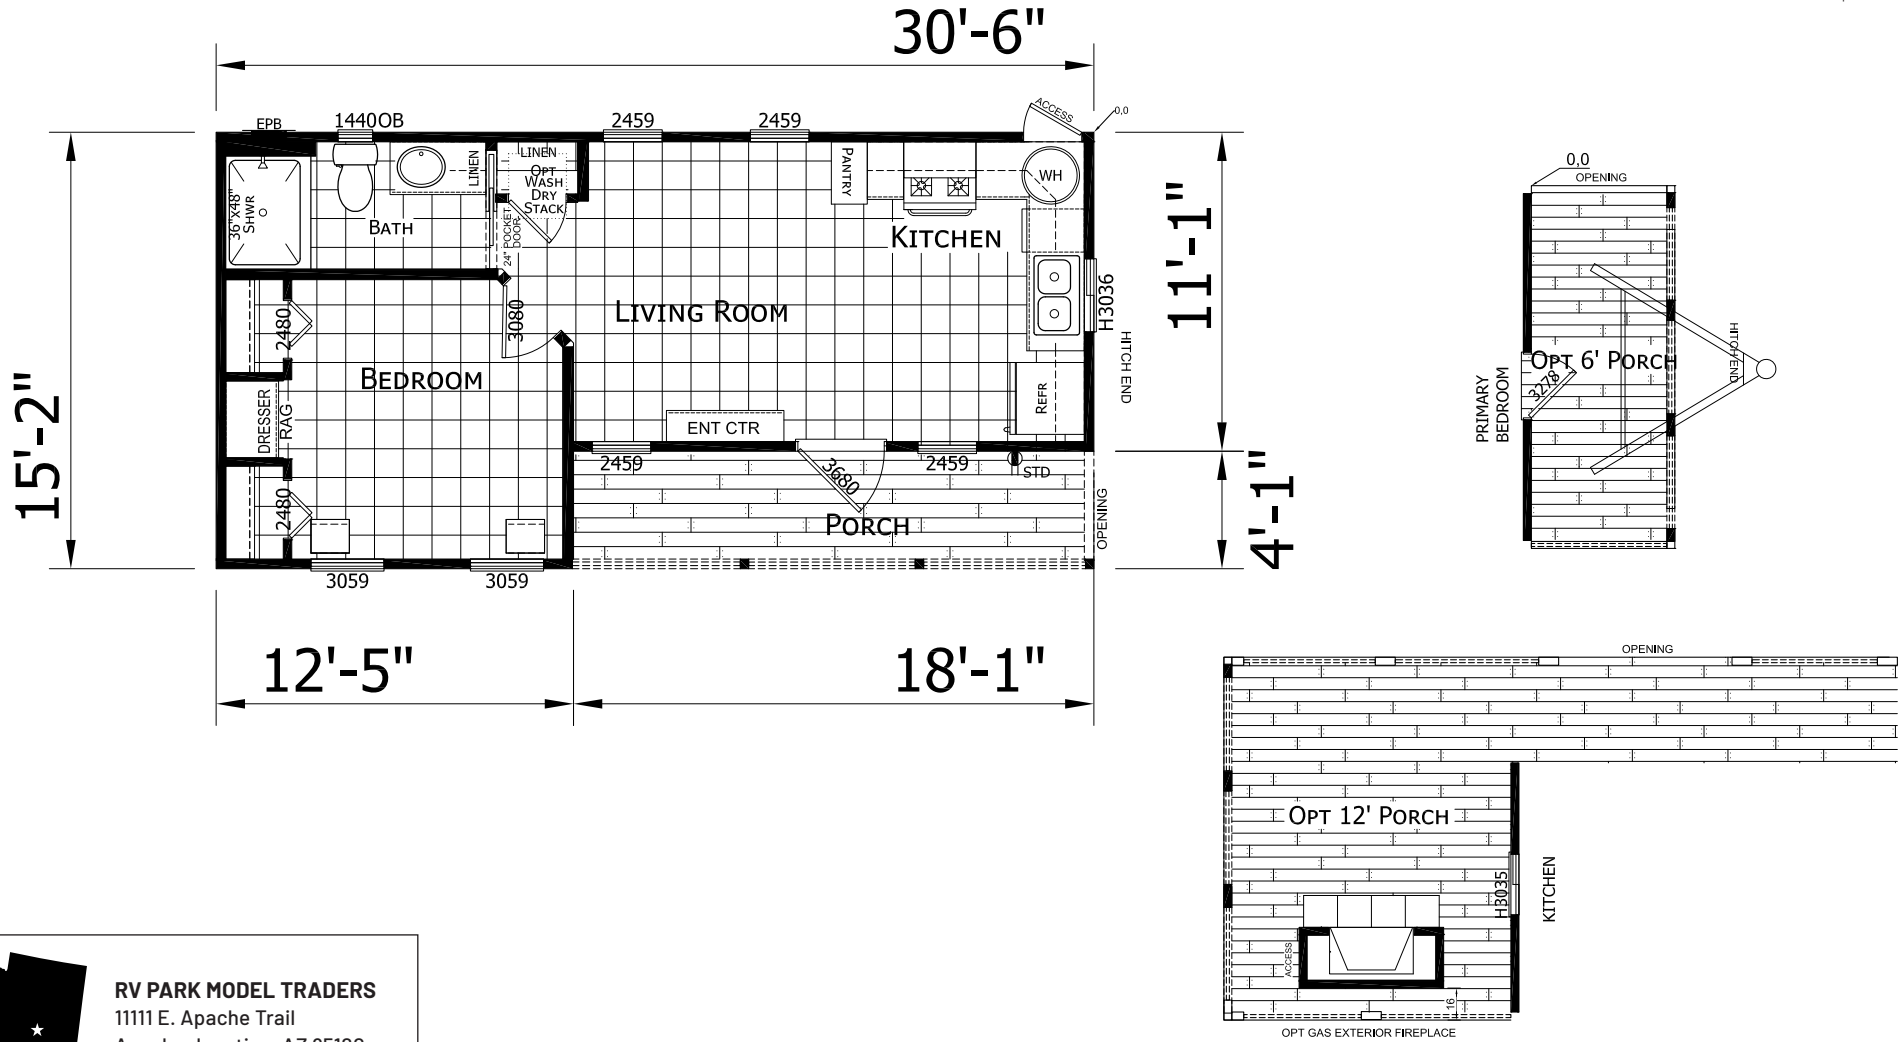 30'-6"
EPB
1440OB
2459
2459
ACCESS
0,0
LINEN
LINEN
OPT
WASH
DRY
STACK
PANTRY
WH
36"x48"
SHWR
BATH
24" POCKET
DOOR
KITCHEN
11'-1"
15'-2"
2480
3080
LIVING ROOM
H3036
HITCH END
BEDROOM
DRESSER
RAG
REFR
ENT CTR
2459
3680
2459
STD
2480
PORCH
OPENING
4'-1"
3059
3059
12'-5"
18'-1"
0,0
OPENING
OPT 6' PORCH
3278
HITCH END
PRIMARY
BEDROOM
OPENING
OPT 12' PORCH
H3035
KITCHEN
ACCESS
16
OPT GAS EXTERIOR FIREPLACE
RV PARK MODEL TRADERS
11111 E. Apache Trail